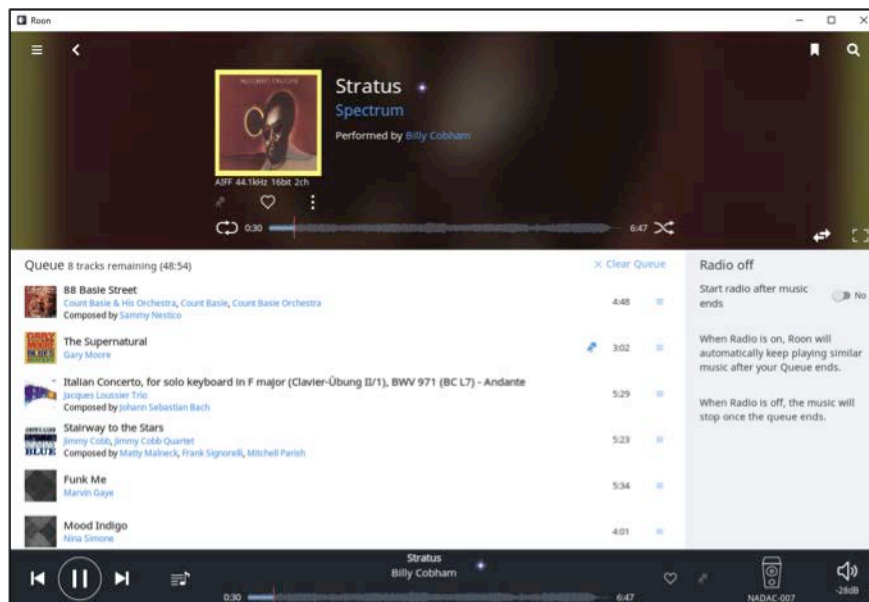 Roon
Stratus
Spectrum
Performed by Billy Cobham
AIFF 44.1kHz 16bit 2ch
0:30
6:47
Queue 8 tracks remaining (48:54)
Clear Queue
88 Basie Street
Count Basie & His Orchestra, Count Basie, Count Basie Orchestra
Composed by Sammy Nestico
4:48
The Supernatural
Gary Moore
3:02
Italian Concerto, for solo keyboard in F major (Clavier-Übung II/1), BWV 971 (BC L7) - Andante
Jacques Loussier Trio
Composed by Johann Sebastian Bach
5:29
Stairway to the Stars
Jimmy Cobb, Jimmy Cobb Quartet
Composed by Matty Malneck, Frank Signorelli, Mitchell Parish
5:23
Funk Me
Marvin Gaye
5:34
Mood Indigo
Nina Simone
4:01
Radio off
Start radio after music
ends
No
When Radio is on, Roon will
automatically keep playing similar
music after your Queue ends.
When Radio is off, the music will
stop once the queue ends.
Stratus
Billy Cobham
0:30
6:47
NADAC-007
-28dB